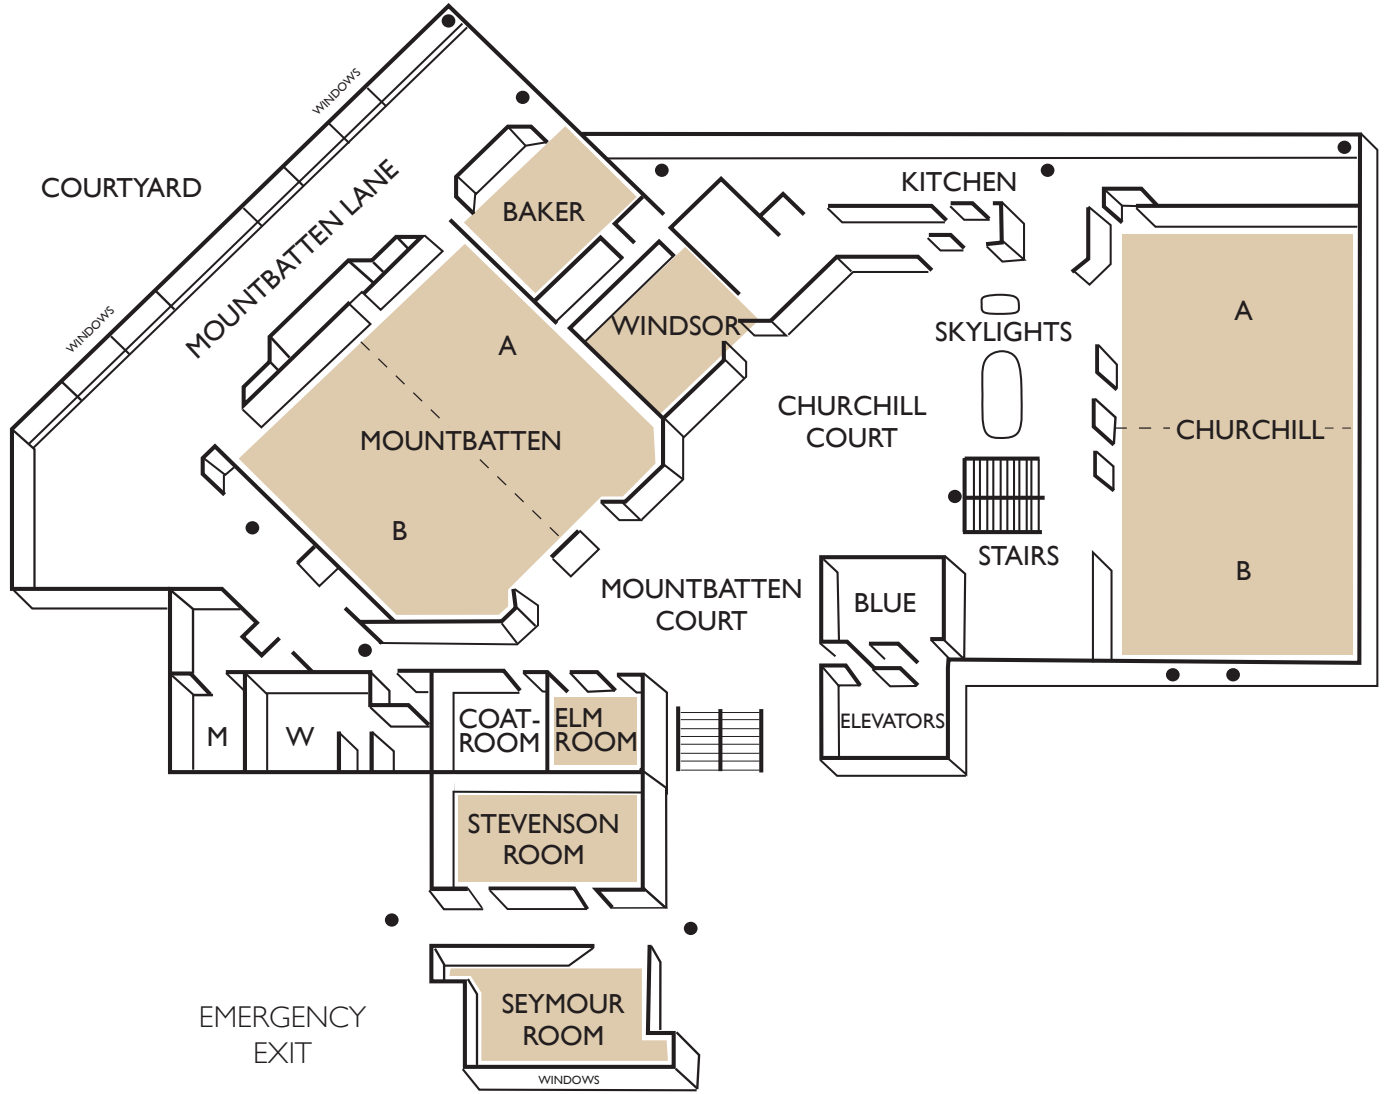 WINDOWS
COURTYARD
MOUNTBATTEN LANE
BAKER
KITCHEN
WINDOWS
WINDSOR
SKYLIGHTS
A
A
MOUNTBATTEN
CHURCHILL
COURT
CHURCHILL
B
STAIRS
B
MOUNTBATTEN
COURT
BLUE
M
W
COAT-
ROOM
ELM
ROOM
ELEVATORS
STEVENSON
ROOM
EMERGENCY
EXIT
SEYMOUR
ROOM
WINDOWS